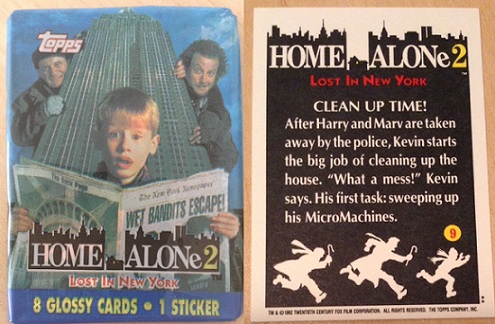 Topps
The New York Newspaper
WET BANDITS ESCAPE!
HOME ALONe 2
LOST IN NEW YORK
8 GLOSSY CARDS • 1 STICKER
HOME ALONe 2
TM
LOST IN NEW YORK
CLEAN UP TIME!
After Harry and Marv are taken
away by the police, Kevin starts
the big job of cleaning up the
house. "What a mess!" Kevin
says. His first task: sweeping up
his MicroMachines.
9
TM & © 1992 TWENTIETH CENTURY FOX FILM CORPORATION. ALL RIGHTS RESERVED. THE TOPPS COMPANY, INC.